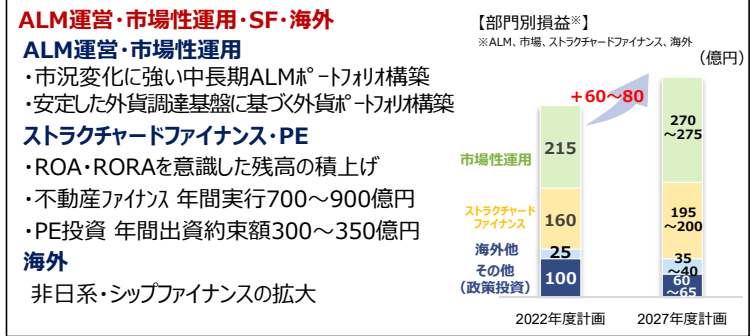 ALM運営・市場性運用・SF・海外
ALM運営・市場性運用
・市況変化に強い中長期ALMﾎﾟｰﾄﾌｫﾘｵ構築
・安定した外貨調達基盤に基づく外貨ﾎﾟｰﾄﾌｫﾘｵ構築
ストラクチャードファイナンス・PE
・ROA・RORAを意識した残高の積上げ
・不動産ﾌｧｲﾅﾝｽ 年間実行700～900億円
・PE投資 年間出資約束額300～350億円
海外
非日系・シップファイナンスの拡大
【部門別損益※】
※ALM、市場、ストラクチャードファイナンス、海外
（億円）
＋60～80
市場性運用
215
270
～275
ストラクチャード
ファイナンス
160
195
～200
海外他
25
35
～40
その他
（政策投資）
100
60
～65
2022年度計画
2027年度計画